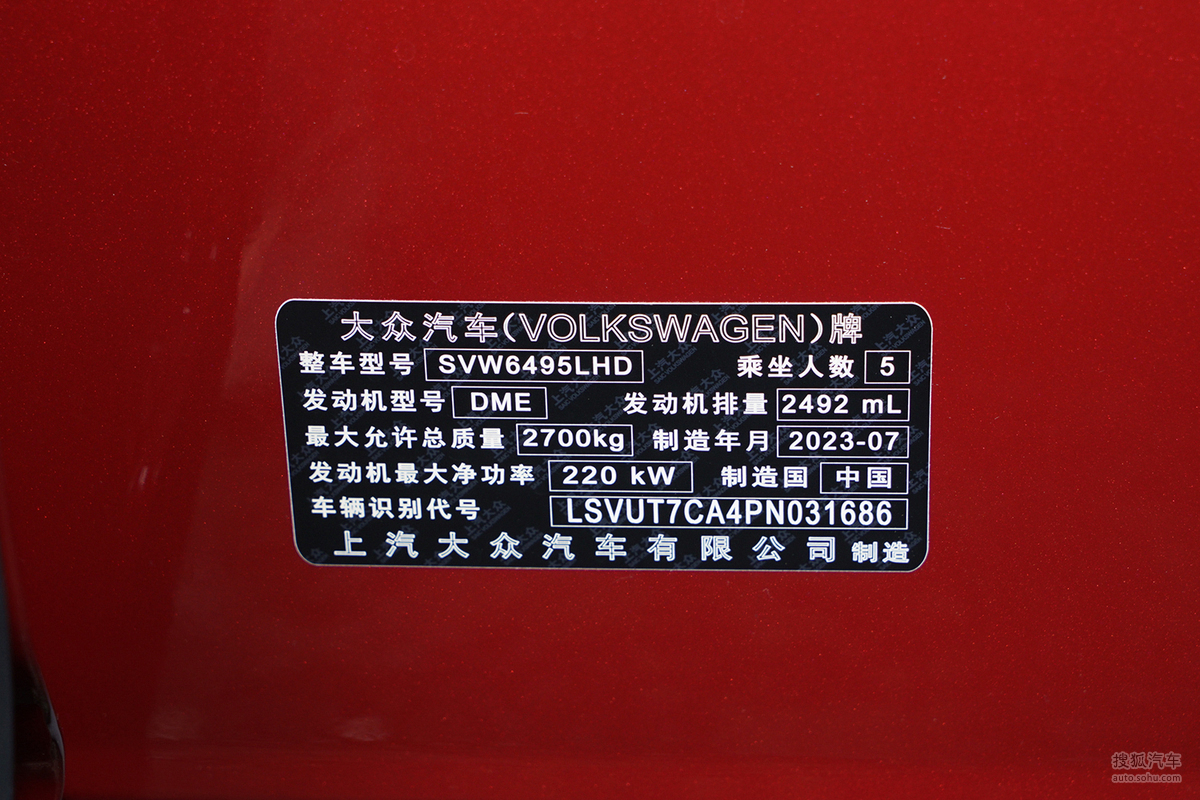 大众汽车(VOLKSWAGEN)牌
整车型号 SVW6495LHD 乘坐人数 5
发动机型号 DME 发动机排量 2492 mL
最大允许总质量 2700kg 制造年月 2023-07
发动机最大净功率 220 kW 制造国 中国
车辆识别代号 LSVUT7CA4PN031686
上汽大众汽车有限公司 制造
搜狐汽车
auto.sohu.com